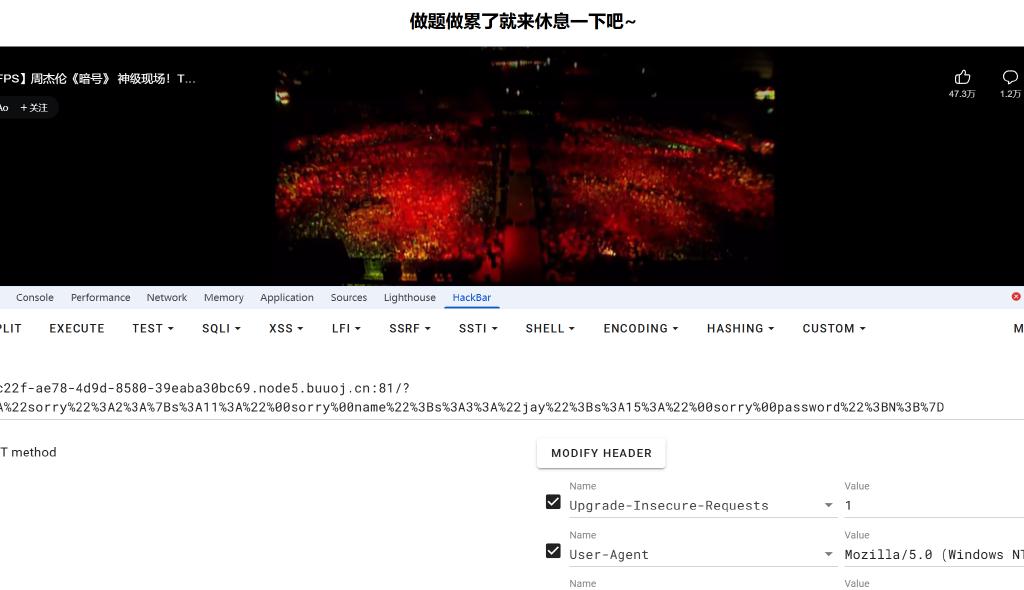 做题做累了就来休息一下吧~
FPS】周杰伦《暗号》 神级现场！T...
Ao + 关注
47.3万 1.2万
Console Performance Network Memory Application Sources Lighthouse HackBar
PLIT EXECUTE TEST SQLI XSS LFI SSRF SSTI SHELL ENCODING HASHING CUSTOM M
c22f-ae78-4d9d-8580-39eaba30bc69.node5.buuoj.cn:81/?
A%22sorry%22%3A2%3A%7Bs%3A11%3A%22%00sorry%00name%22%3Bs%3A3%3A%22jay%22%3Bs%3A15%3A%22%00sorry%00password%22%3BN%3B%7D
T method
MODIFY HEADER
Name Value
Upgrade-Insecure-Requests 1
Name Value
User-Agent Mozilla/5.0 (Windows NT
Name Value